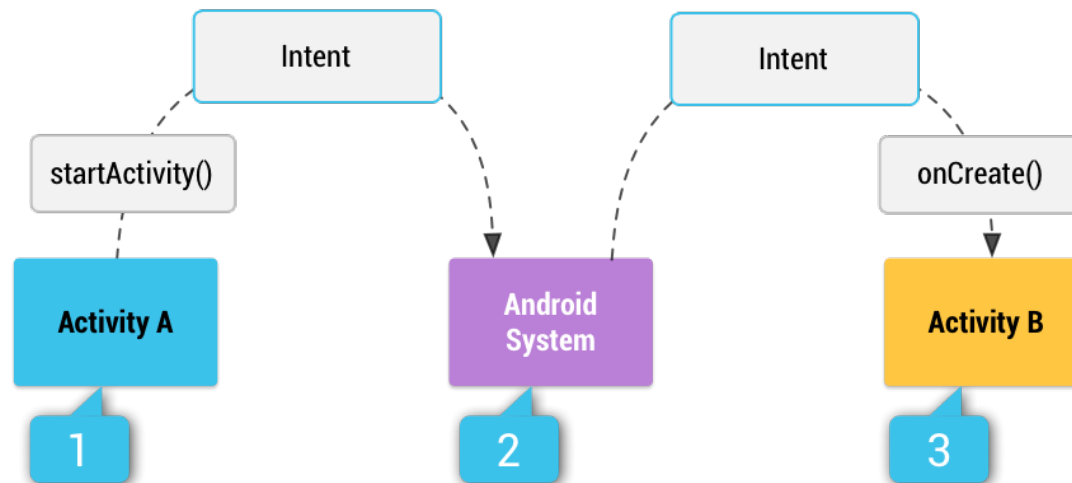 Intent
Intent
startActivity()
onCreate()
Activity A
Android
System
Activity B
1
2
3